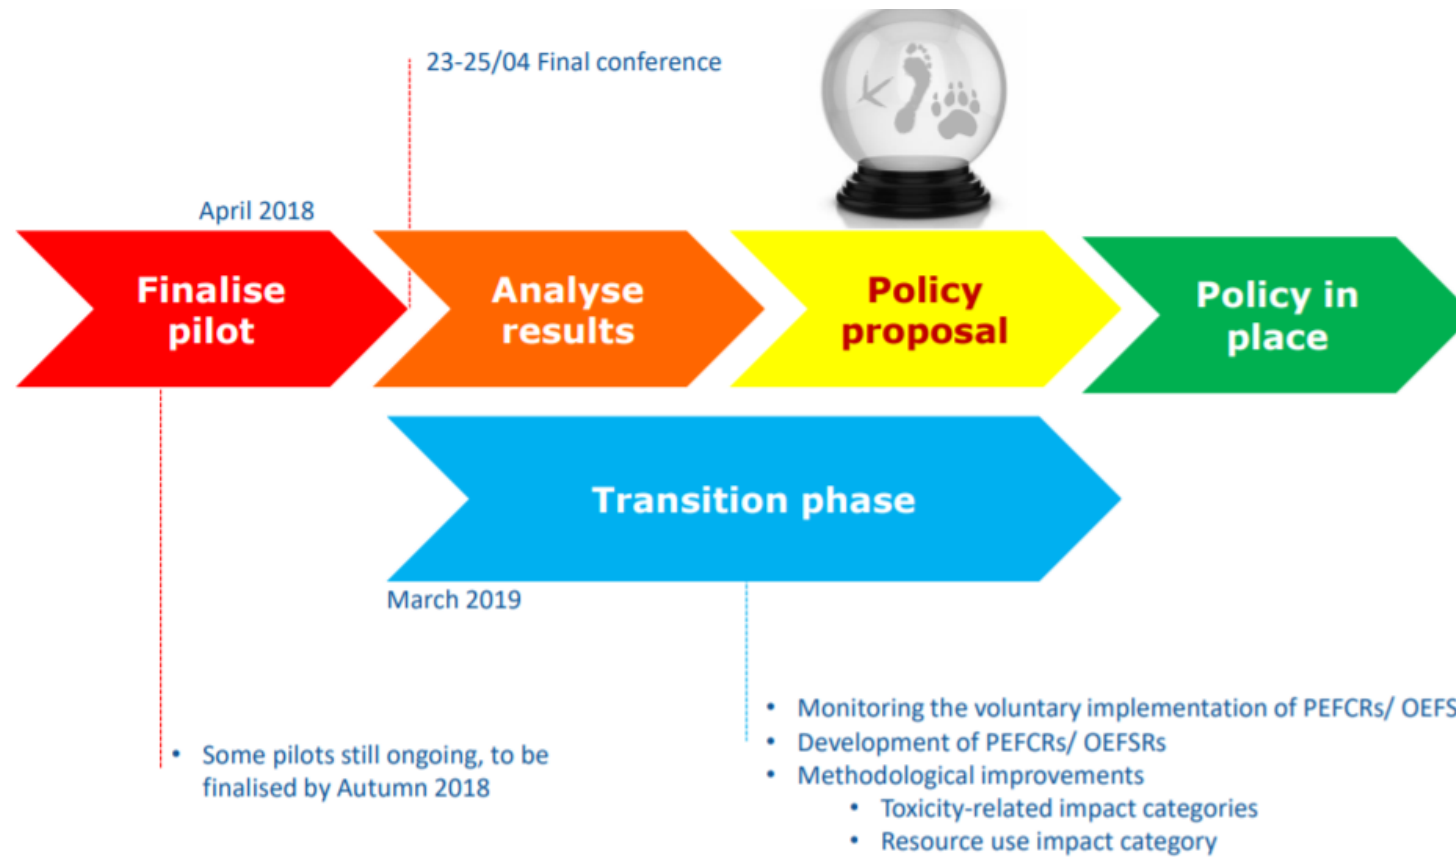 23-25/04 Final conference
April 2018
Finalise
pilot
Analyse
results
Policy
proposal
Policy in
place
Transition phase
March 2019
• Some pilots still ongoing, to be
finalised by Autumn 2018
• Monitoring the voluntary implementation of PEFCRs/ OEFS
• Development of PEFCRs/ OEFSRs
• Methodological improvements
• Toxicity-related impact categories
• Resource use impact category